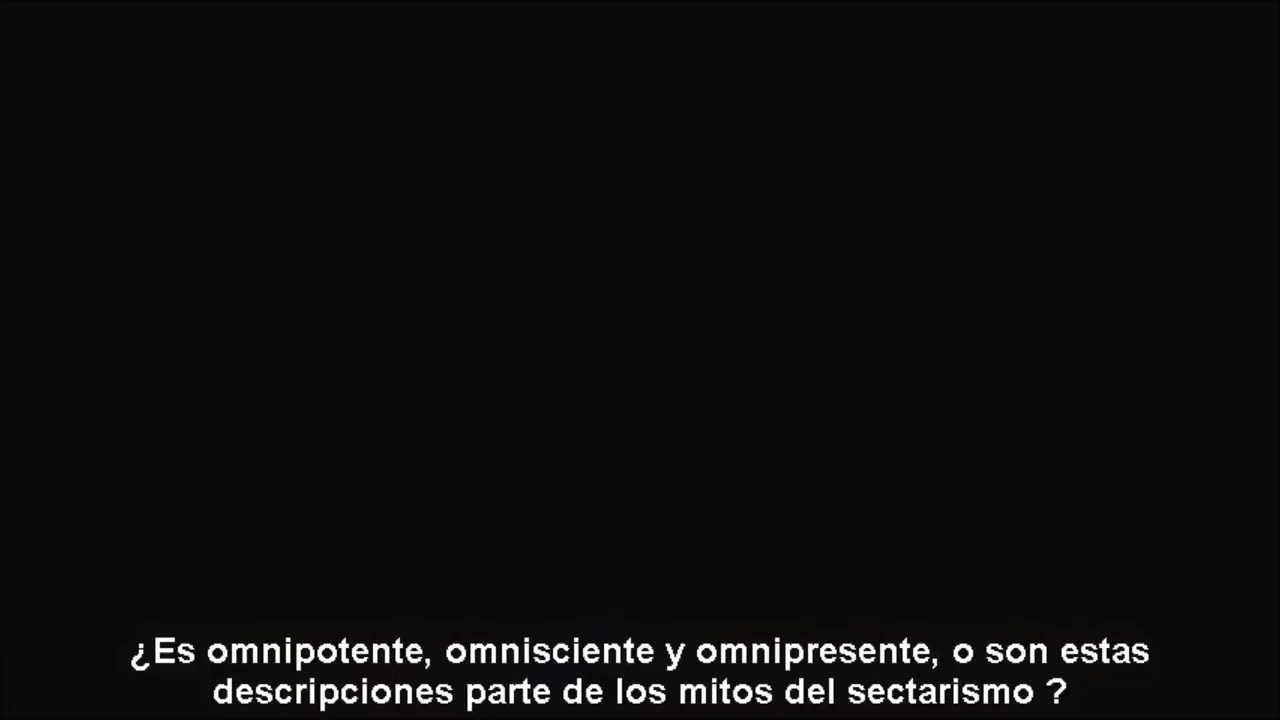 ¿Es omnipotente, omnisciente y omnipresente, o son estas
descripciones parte de los mitos del sectarismo ?